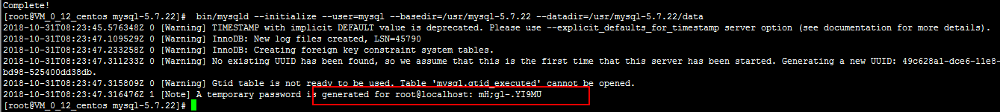 Complete!
[root@VM_0_12_centos mysql-5.7.22]#  bin/mysqld --initialize --user=mysql --basedir=/usr/mysql-5.7.22 --datadir=/usr/mysql-5.7.22/data
2018-10-31T08:23:45.576348Z 0 [Warning] TIMESTAMP with implicit DEFAULT value is deprecated. Please use --explicit_defaults_for_timestamp server option (see documentation for more details).
2018-10-31T08:23:47.109529Z 0 [Warning] InnoDB: New log files created, LSN=45790
2018-10-31T08:23:47.233258Z 0 [Warning] InnoDB: Creating foreign key constraint system tables.
2018-10-31T08:23:47.311233Z 0 [Warning] No existing UUID has been found, so we assume that this is the first time that this server has been started. Generating a new UUID: 49c628a1-dce6-11e8-
bd98-525400dd38db.
2018-10-31T08:23:47.315809Z 0 [Warning] Gtid table is not ready to be used. Table 'mysql.gtid_executed' cannot be opened.
2018-10-31T08:23:47.316476Z 1 [Note] A temporary password is generated for root@localhost: mH;gl-.YI9MU
[root@VM_0_12_centos mysql-5.7.22]#